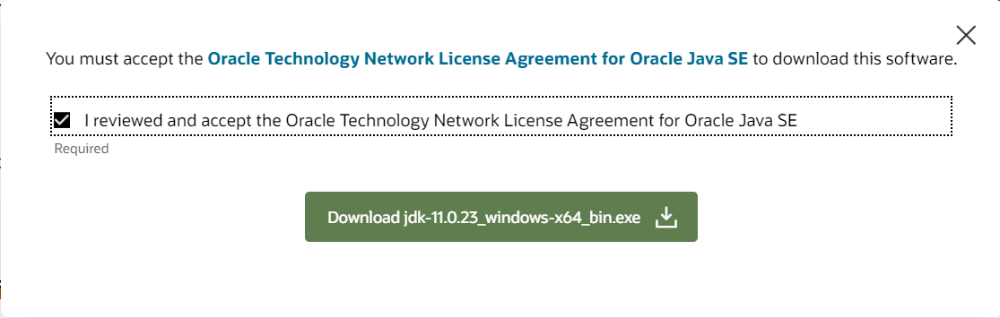 You must accept the Oracle Technology Network License Agreement for Oracle Java SE to download this software.
I reviewed and accept the Oracle Technology Network License Agreement for Oracle Java SE
Required
Download jdk-11.0.23_windows-x64_bin.exe